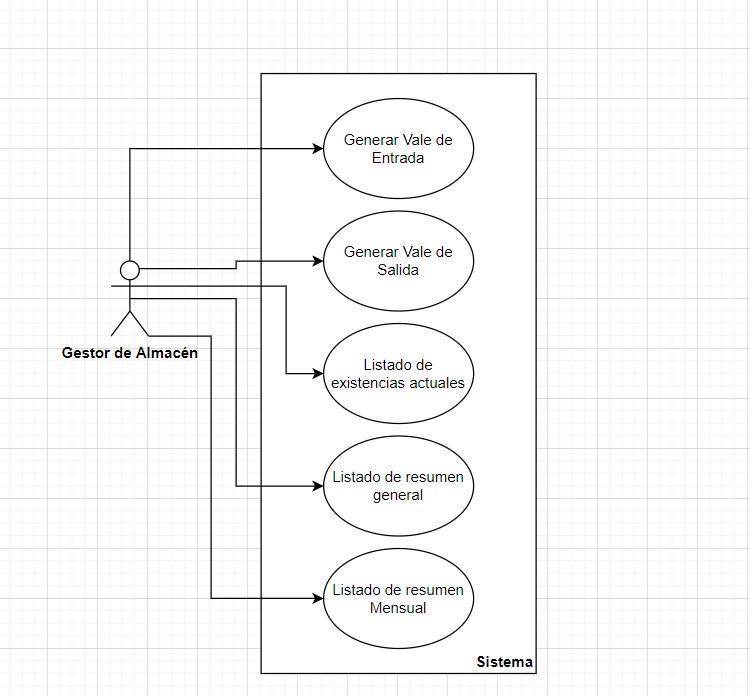 Generar Vale de
Entrada
Generar Vale de
Salida
Gestor de Almacén
Listado de
existencias actuales
Listado de resumen
general
Listado de resumen
Mensual
Sistema